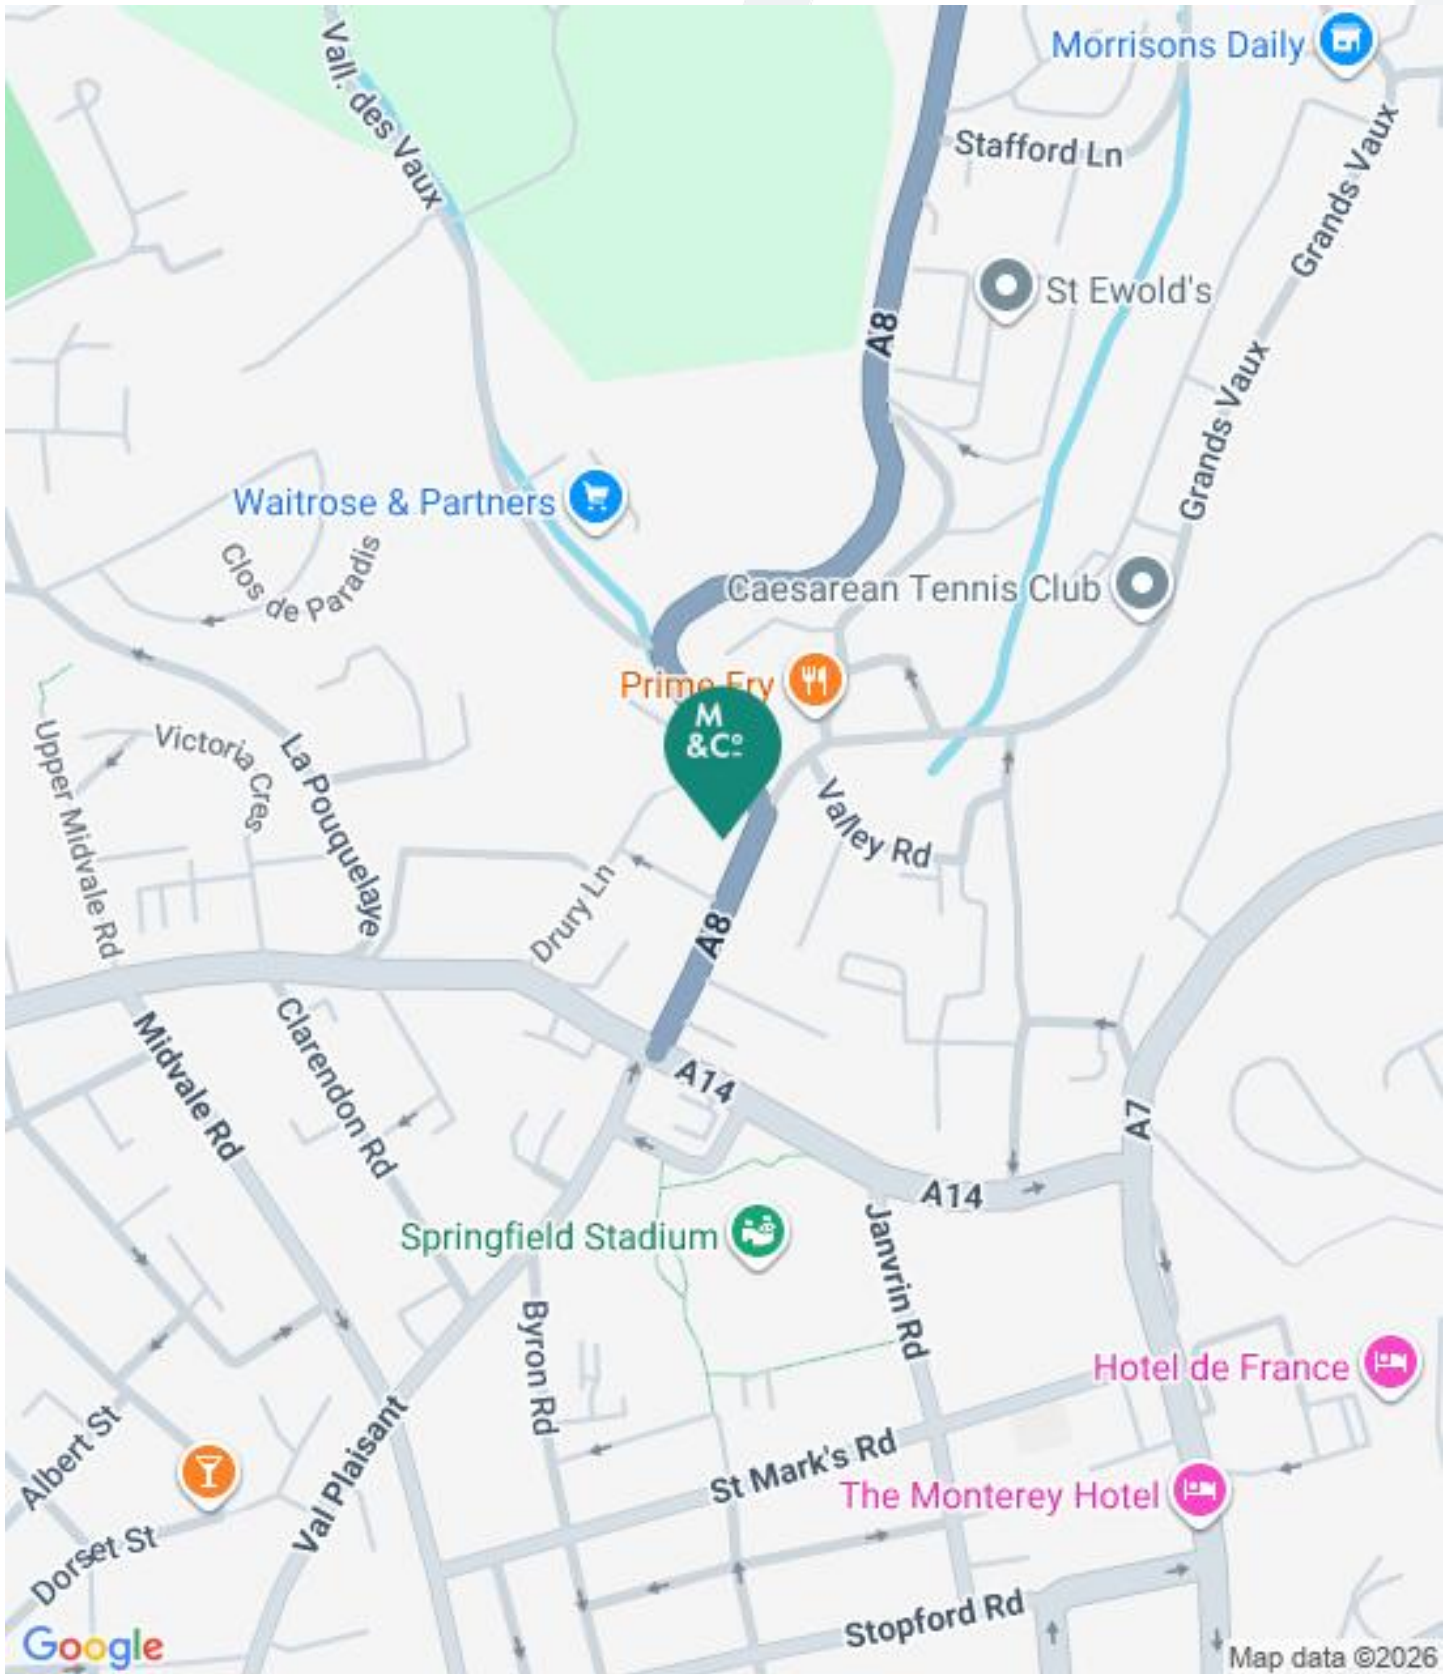 Morrisons Daily
Vall. des Vaux
Stafford Ln
Grands Vaux
St Ewold's
A8
Grands Vaux
Waitrose & Partners
Clos de Paradis
Caesarean Tennis Club
Prime Fry
M
&Cº
Victoria Cres
La Pouquelaye
Upper Midvale Rd
Valley Rd
Drury Ln
A8
Midvale Rd
Clarendon Rd
A14
A7
A14
Springfield Stadium
Janvrin Rd
Byron Rd
Hotel de France
Albert St
Val Plaisant
St Mark's Rd
The Monterey Hotel
Dorset St
Stopford Rd
Google
Map data ©2026